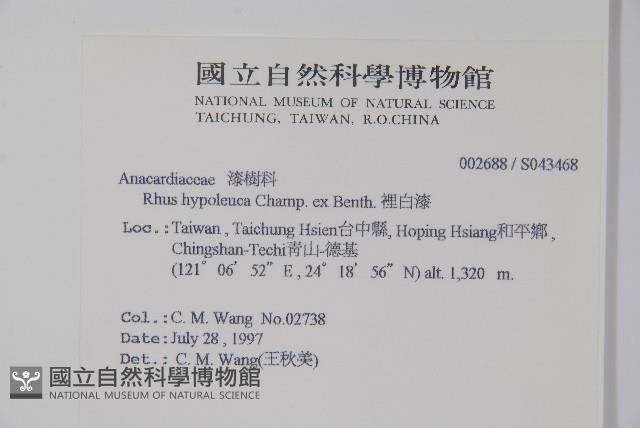 國立自然科學博物館
NATIONAL MUSEUM OF NATURAL SCIENCE
TAICHUNG, TAIWAN, R.O.CHINA
002688 / S043468
Anacardiaceae 漆樹科
Rhus hypoleuca Champ. ex Benth. 裡白漆
Loc.: Taiwan , Taichung Hsien台中縣, Hoping Hsiang和平鄉 ,
Chingshan-Techi青山-德基
(121° 06’ 52” E , 24° 18’ 56” N) alt. 1,320 m.
Col.: C. M. Wang No.02738
Date: July 28 , 1997
Det.: C. M. Wang(王秋美)
國立自然科學博物館
NATIONAL MUSEUM OF NATURAL SCIENCE